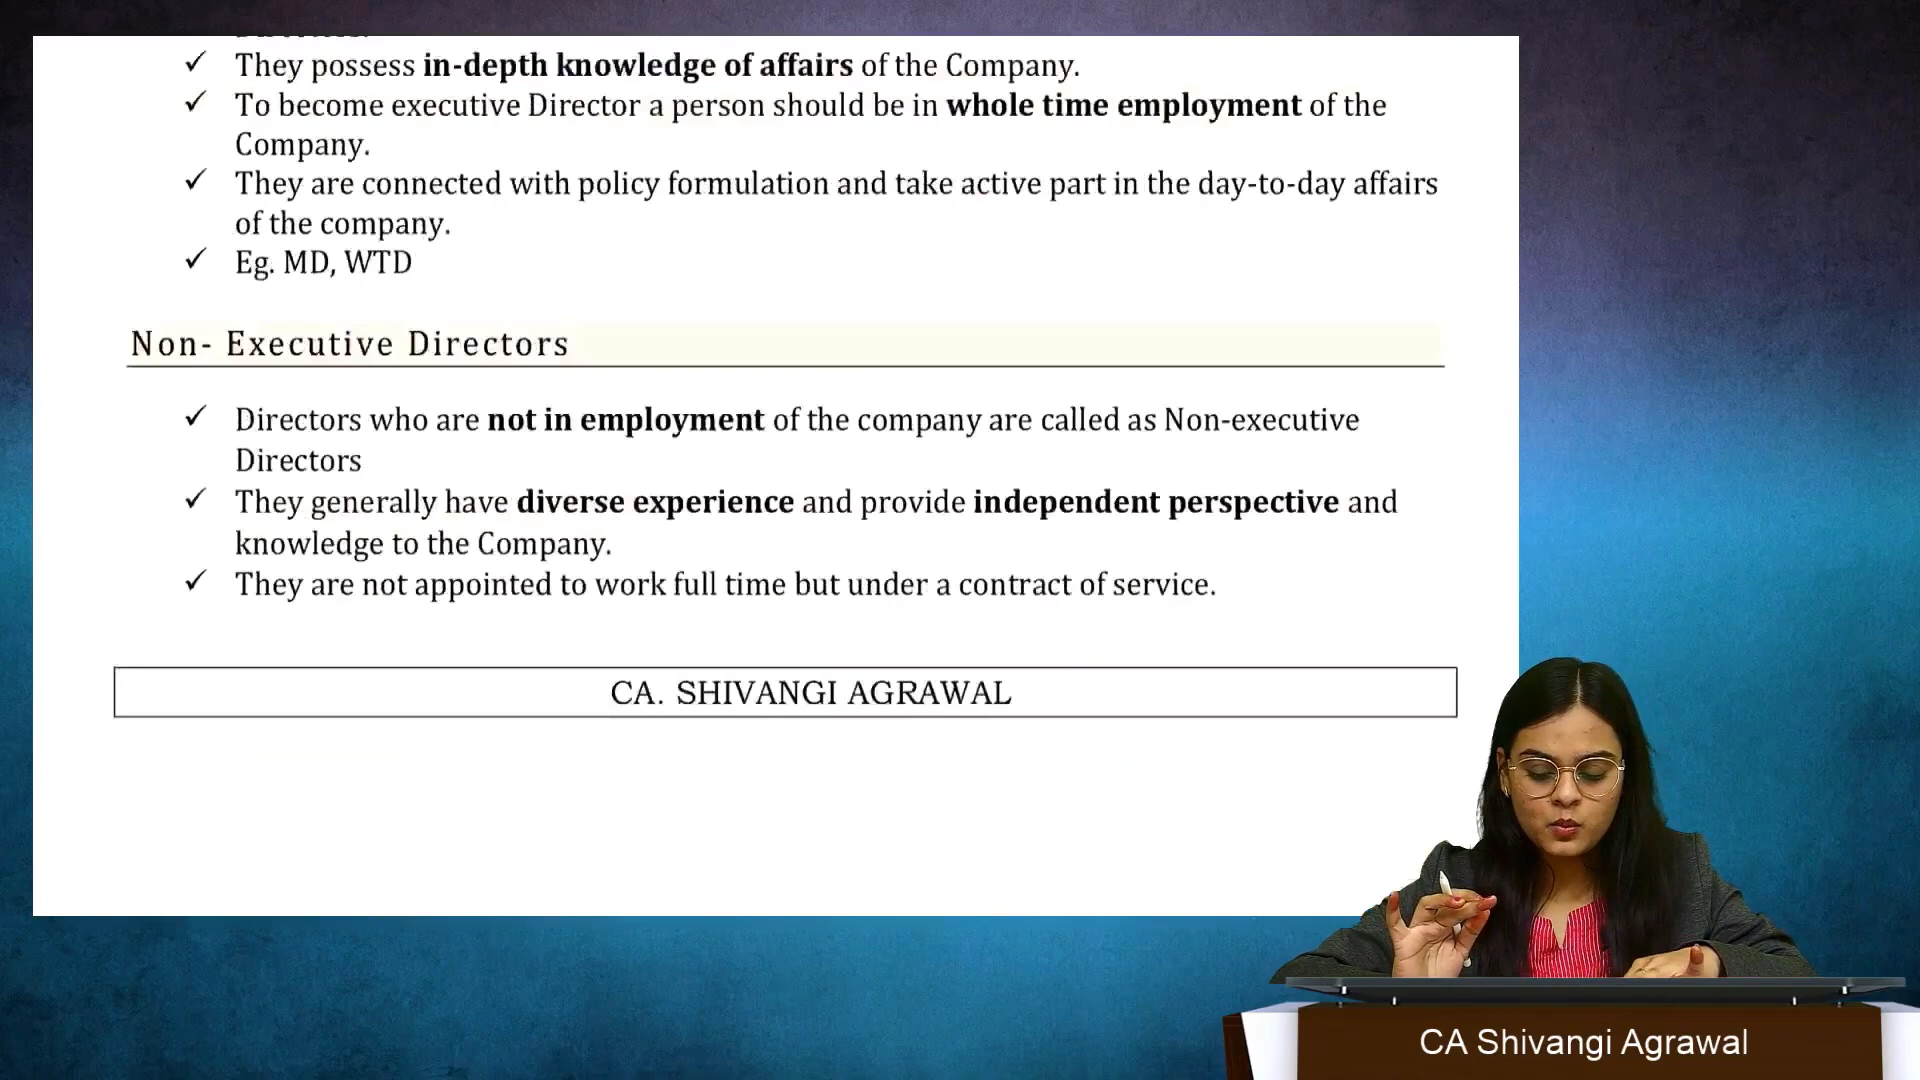 ✓ They possess in-depth knowledge of affairs of the Company.
✓ To become executive Director a person should be in whole time employment of the
Company.
✓ They are connected with policy formulation and take active part in the day-to-day affairs
of the company.
✓ Eg. MD, WTD
Non- Executive Directors
✓ Directors who are not in employment of the company are called as Non-executive
Directors
✓ They generally have diverse experience and provide independent perspective and
knowledge to the Company.
✓ They are not appointed to work full time but under a contract of service.
CA. SHIVANGI AGRAWAL
CA Shivangi Agrawal